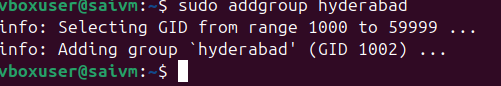 vboxuser@saivm:~$ sudo addgroup hyderabad
info: Selecting GID from range 1000 to 59999 ...
info: Adding group `hyderabad' (GID 1002) ...
vboxuser@saivm:~$